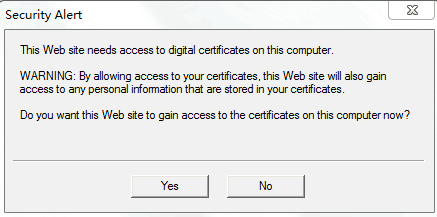 Security Alert
This Web site needs access to digital certificates on this computer.
WARNING: By allowing access to your certificates, this Web site will also gain
access to any personal information that are stored in your certificates.
Do you want this Web site to gain access to the certificates on this computer now?
Yes
No